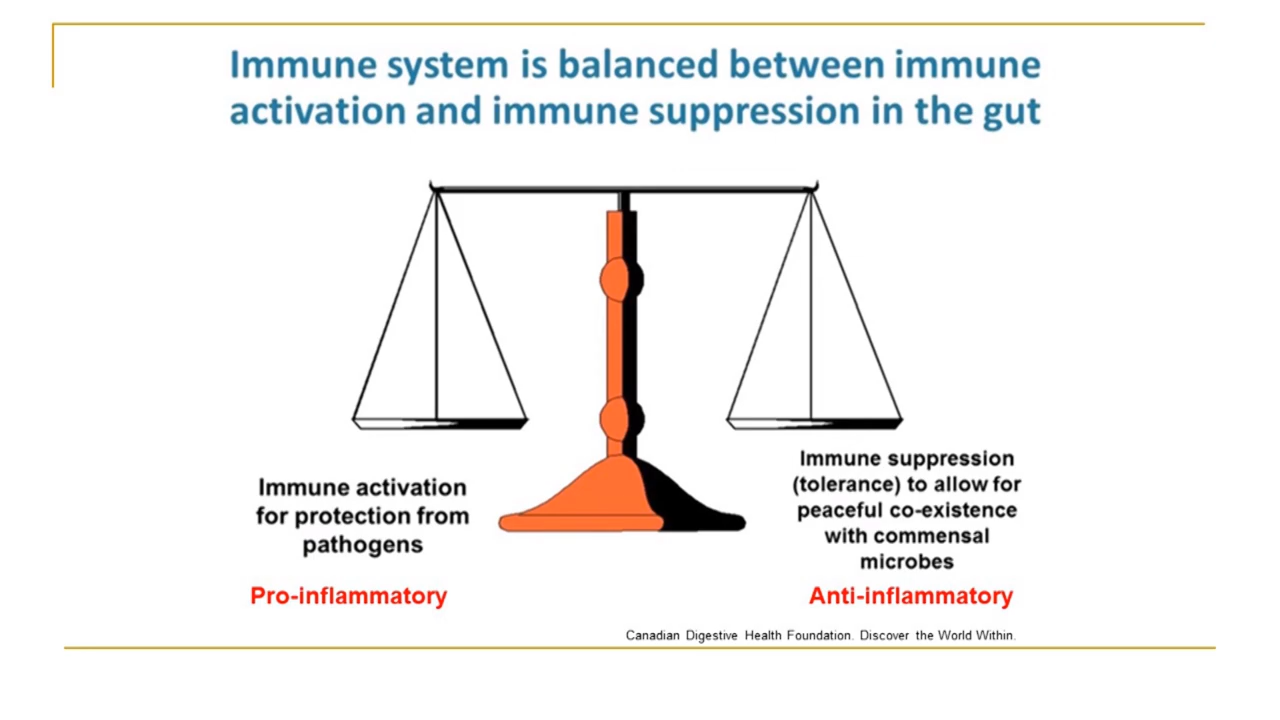 Immune system is balanced between immune
activation and immune suppression in the gut
Immune activation
for protection from
pathogens
Pro-inflammatory
Immune suppression
(tolerance) to allow for
peaceful co-existence
with commensal
microbes
Anti-inflammatory
Canadian Digestive Health Foundation. Discover the World Within.